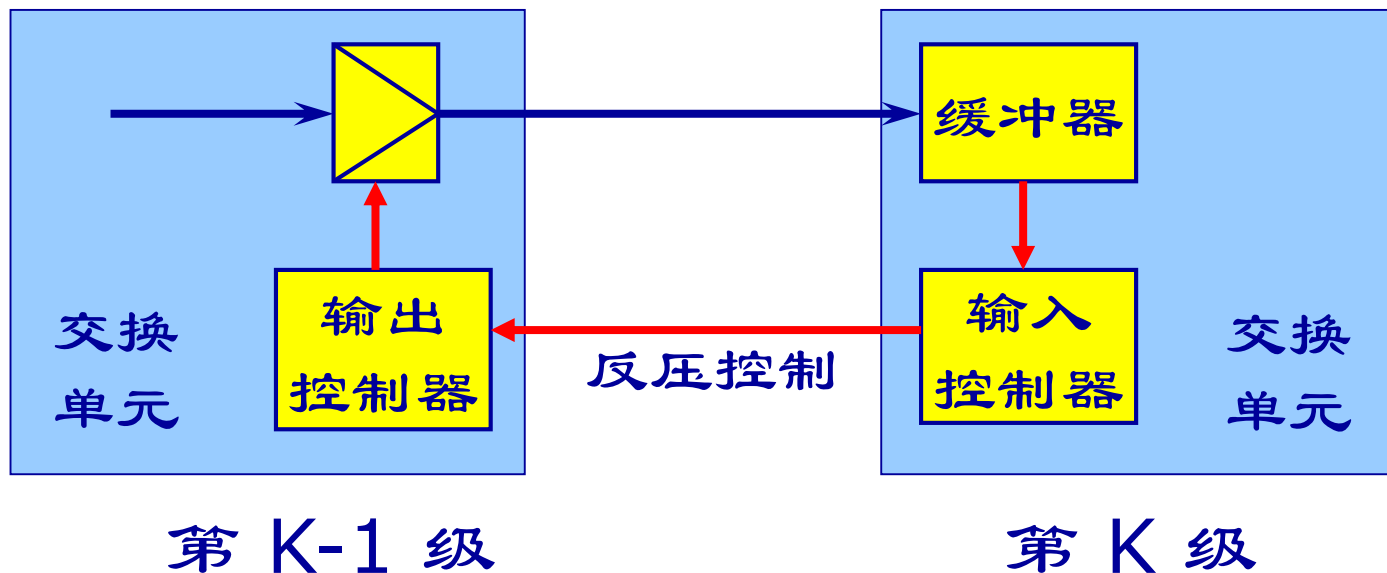 缓冲器
输出
控制器
输入
控制器
交换
单元
反压控制
交换
单元
第 K-1 级
第 K 级